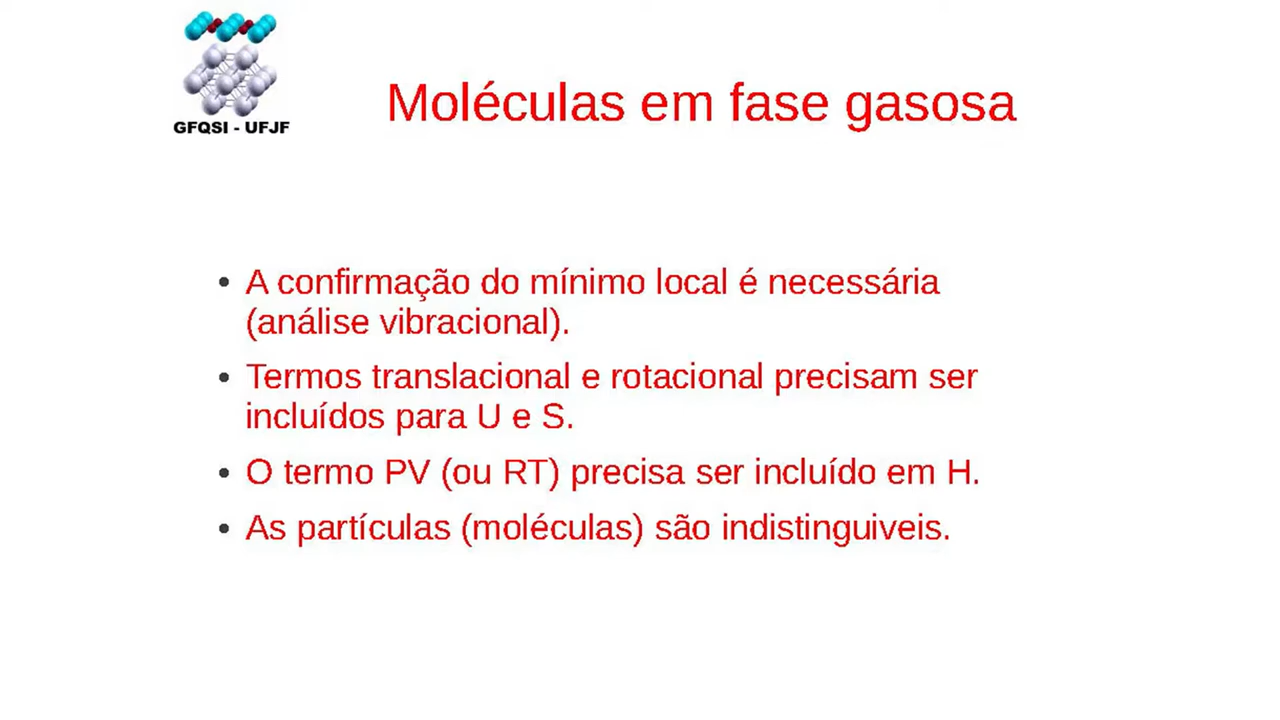 GFQSI - UFJF
Moléculas em fase gasosa
• A confirmação do mínimo local é necessária
(análise vibracional).
• Termos translacional e rotacional precisam ser
incluídos para U e S.
• O termo PV (ou RT) precisa ser incluído em H.
• As partículas (moléculas) são indistinguiveis.